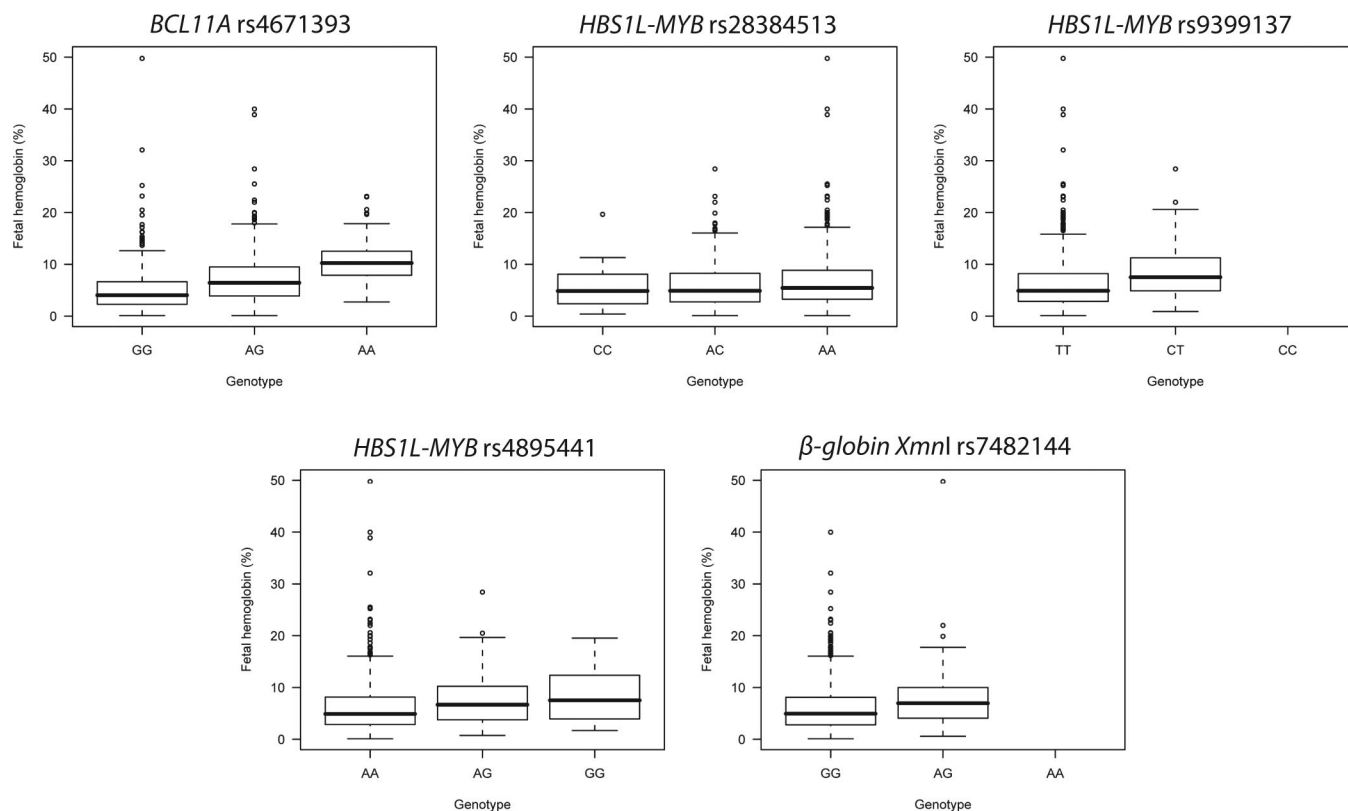 BCL11A rs4671393
HBS1L-MYB rs28384513
HBS1L-MYB rs9399137
Fetal hemoglobin (%)
50
40
30
20
10
0
GG
AG
AA
Genotype
Fetal hemoglobin (%)
50
40
30
20
10
0
CC
AC
AA
Genotype
Fetal hemoglobin (%)
50
40
30
20
10
0
TT
CT
CC
Genotype
HBS1L-MYB rs4895441
β-globin XmnI rs7482144
Fetal hemoglobin (%)
50
40
30
20
10
0
AA
AG
GG
Genotype
Fetal hemoglobin (%)
50
40
30
20
10
0
GG
AG
AA
Genotype